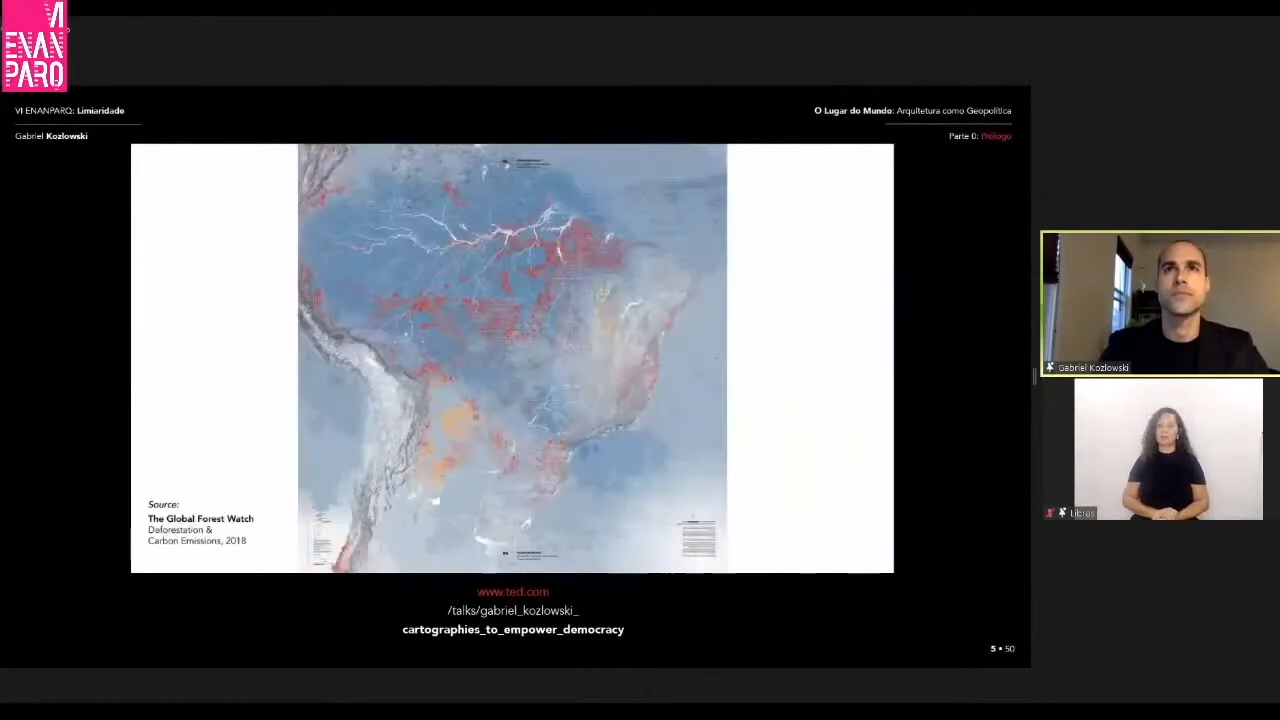 VI
ENAN
PARQ
VI ENANPARQ: Limiaridade
Gabriel Kozlowski
O Lugar do Mundo: Arquitetura como Geopolítica
Parte 0: Prólogo
Source:
The Global Forest Watch
Deforestation &
Carbon Emissions, 2018
www.ted.com
/talks/gabriel_kozlowski_
cartographies_to_empower_democracy
5 • 50
Gabriel Kozlowski
Libras